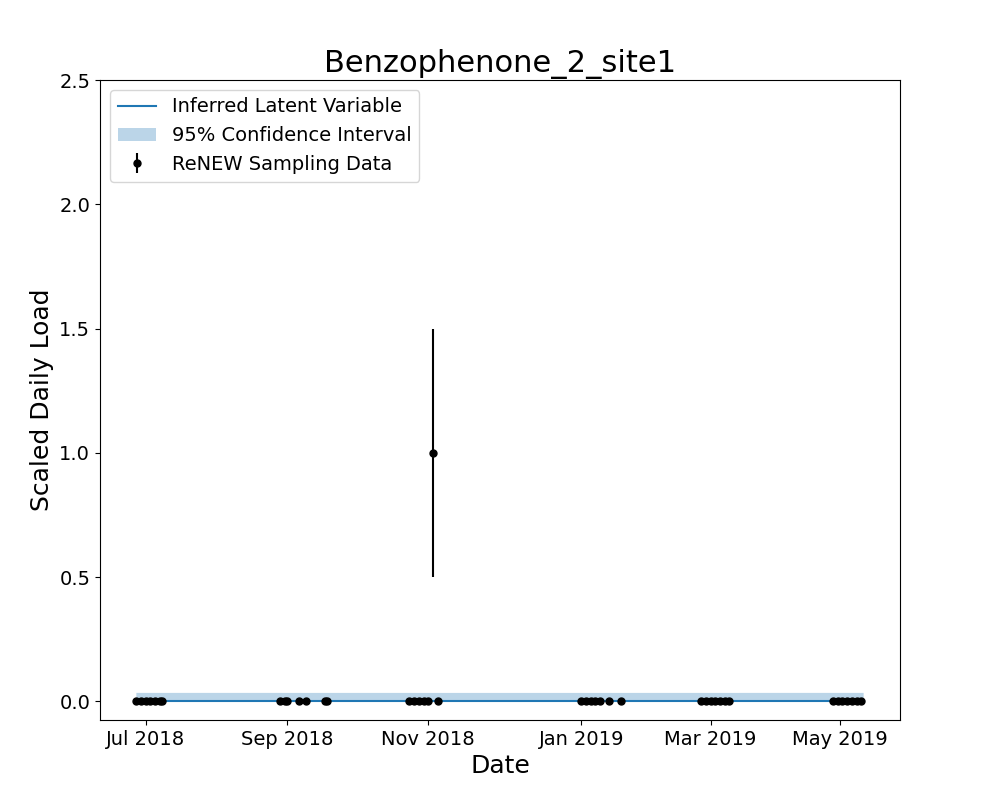 Benzophenone_2_site1
2.5
2.0
1.5
1.0
0.5
0.0
Scaled Daily Load
Inferred Latent Variable
95% Confidence Interval
ReNEW Sampling Data
Jul 2018
Sep 2018
Nov 2018
Jan 2019
Mar 2019
May 2019
Date